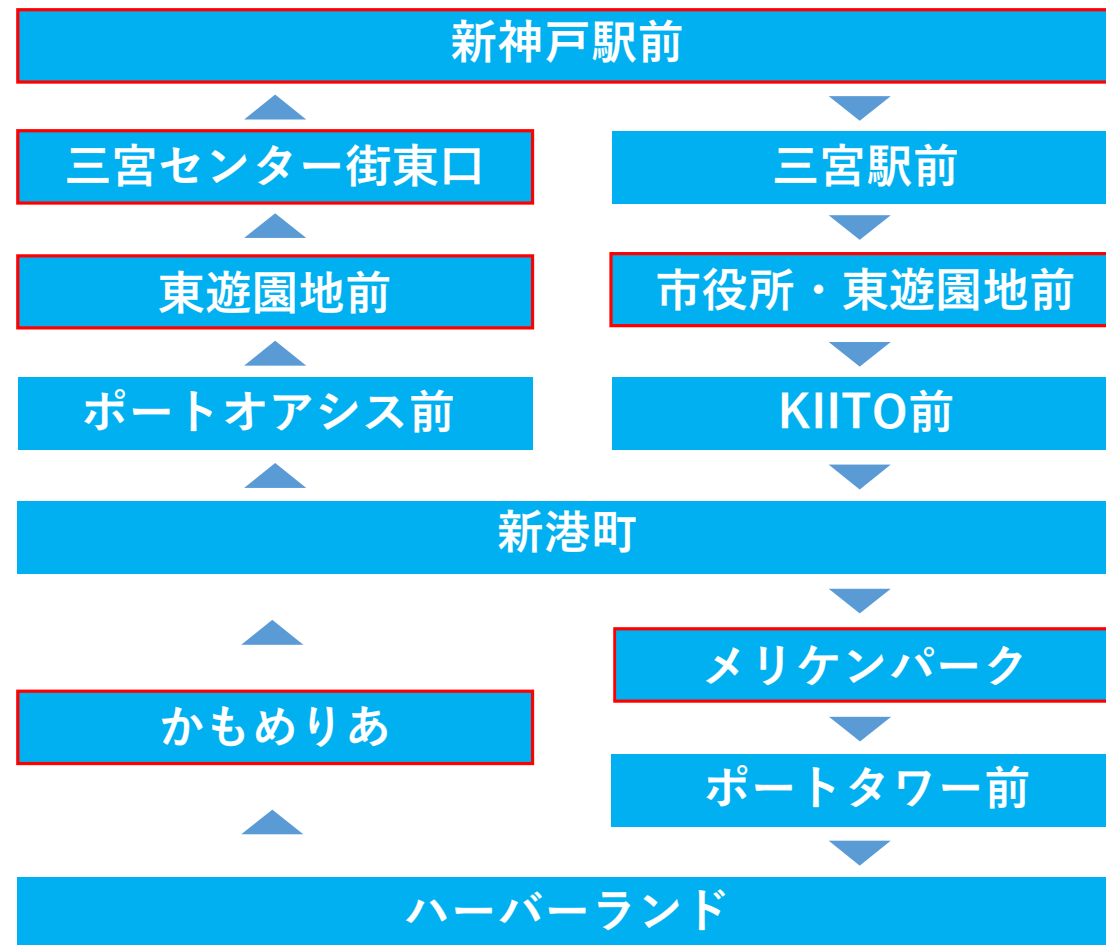 新神戸駅前
三宮センター街東口
三宮駅前
東遊園地前
市役所・東遊園地前
ポートオアシス前
KIITO前
新港町
メリケンパーク
かもめりあ
ポートタワー前
ハーバーランド